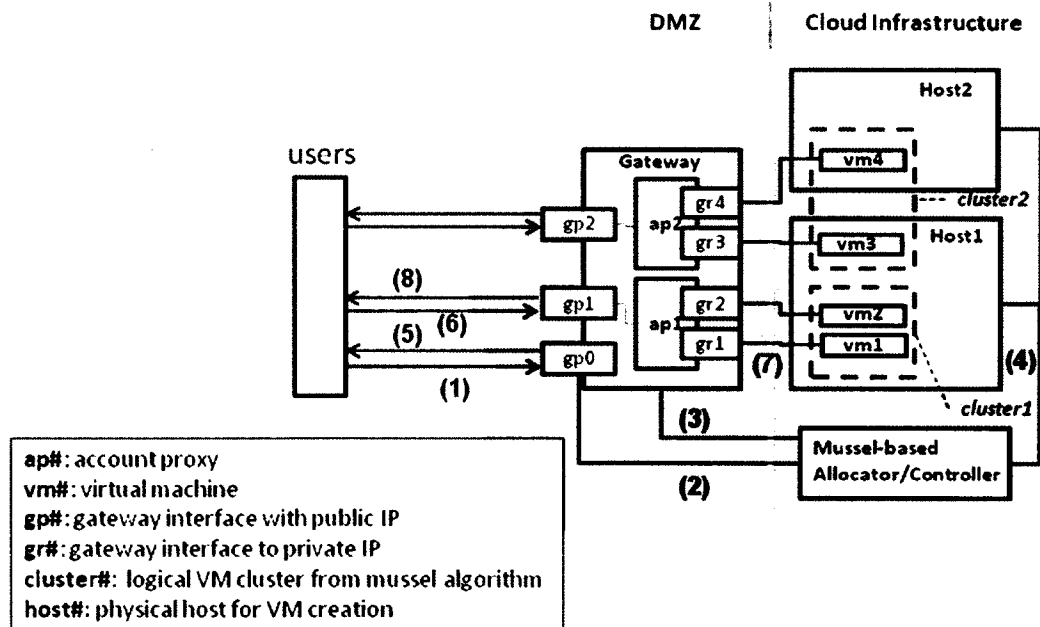 DMZ
Cloud Infrastructure
Host2
users
Gateway
vm4
gr4
cluster2
gp2
ap2
gr3
vm3
Host1
(8)
gp1
gr2
vm2
(6)
ap1
(5)
gr1
vm1
gp0
(7)
(4)
(1)
cluster1
(3)
Mussel-based
Allocator/Controller
(2)
ap#: account proxy
vm#: virtual machine
gp#: gateway interface with public IP
gr#: gateway interface to private IP
cluster#: logical VM cluster from mussel algorithm
host#: physical host for VM creation